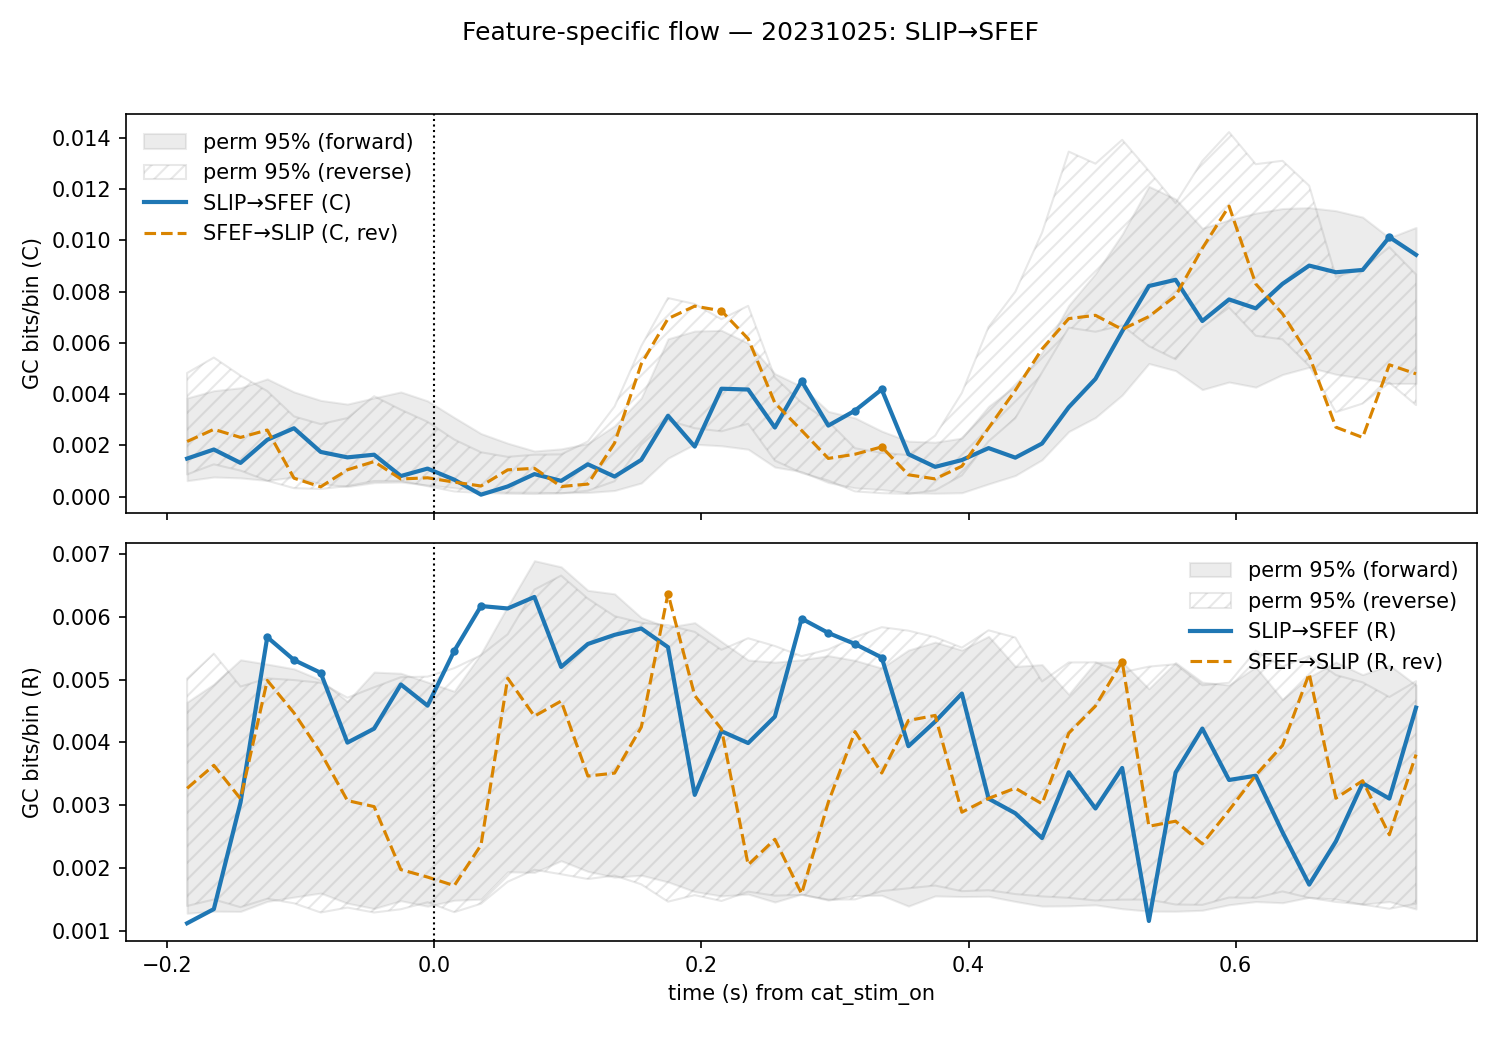 Feature-specific flow — 20231025: SLIP→SFEF
GC bits/bin (C)
0.014
0.012
0.010
0.008
0.006
0.004
0.002
0.000
perm 95% (forward)
perm 95% (reverse)
SLIP→SFEF (C)
SFEF→SLIP (C, rev)
GC bits/bin (R)
0.007
0.006
0.005
0.004
0.003
0.002
0.001
perm 95% (forward)
perm 95% (reverse)
SLIP→SFEF (R)
SFEF→SLIP (R, rev)
−0.2
0.0
0.2
0.4
0.6
time (s) from cat_stim_on